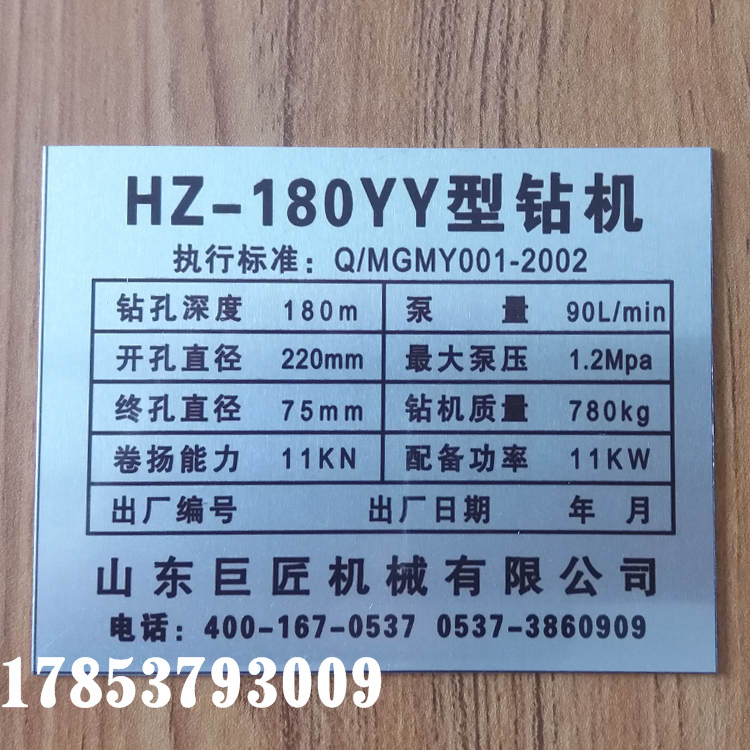 HZ-180YY型钻机
执行标准：Q/MGMY001-2002
钻孔深度 180m 泵 量 90L/min
开孔直径 220mm 最大泵压 1.2Mpa
终孔直径 75mm 钻机质量 780kg
卷扬能力 11KN 配备功率 11KW
出厂编号 出厂日期 年 月
山东巨匠机械有限公司
电话：400-167-0537 0537-3860909
17853793009